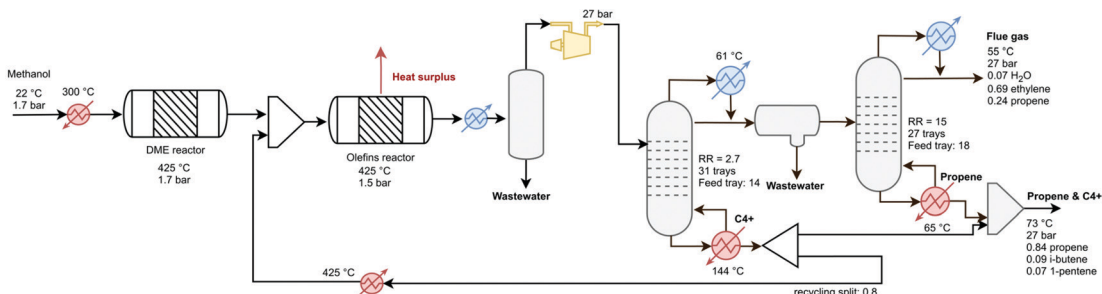 Methanol
22 °C
1.7 bar
300 °C
DME reactor
425 °C
1.7 bar
Heat surplus
Olefins reactor
425 °C
1.5 bar
Wastewater
27 bar
61 °C
RR = 2.7
31 trays
Feed tray: 14
Wastewater
C4+
144 °C
425 °C
recycling split: 0.8
RR = 15
27 trays
Feed tray: 18
Propene
65 °C
Flue gas
55 °C
27 bar
0.07 H₂O
0.69 ethylene
0.24 propene
Propene & C4+
73 °C
27 bar
0.84 propene
0.09 i-butene
0.07 1-pentene